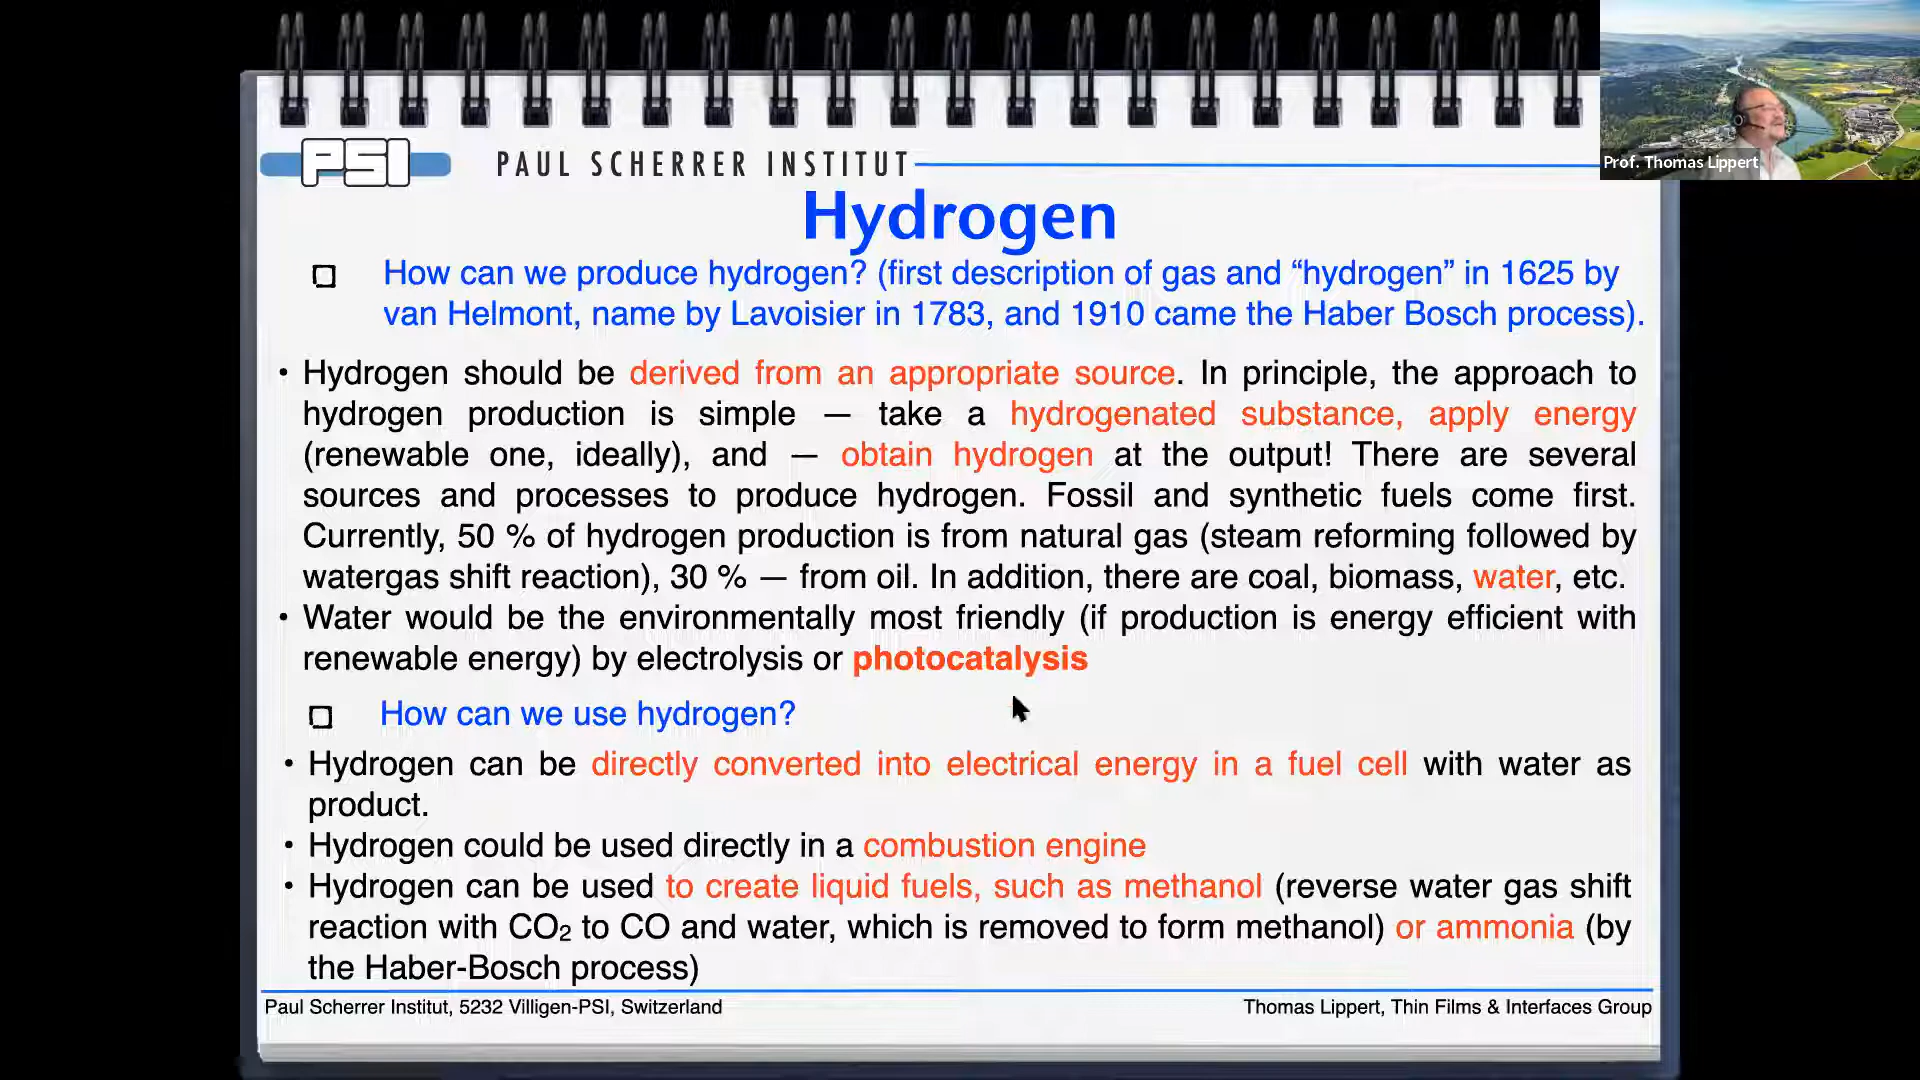 PSI
PAUL SCHERRER INSTITUT
Prof. Thomas Lippert
Hydrogen
How can we produce hydrogen? (first description of gas and “hydrogen” in 1625 by
van Helmont, name by Lavoisier in 1783, and 1910 came the Haber Bosch process).
• Hydrogen should be derived from an appropriate source. In principle, the approach to
hydrogen production is simple — take a hydrogenated substance, apply energy
(renewable one, ideally), and — obtain hydrogen at the output! There are several
sources and processes to produce hydrogen. Fossil and synthetic fuels come first.
Currently, 50 % of hydrogen production is from natural gas (steam reforming followed by
watergas shift reaction), 30 % — from oil. In addition, there are coal, biomass, water, etc.
• Water would be the environmentally most friendly (if production is energy efficient with
renewable energy) by electrolysis or photocatalysis
How can we use hydrogen?
• Hydrogen can be directly converted into electrical energy in a fuel cell with water as
product.
• Hydrogen could be used directly in a combustion engine
• Hydrogen can be used to create liquid fuels, such as methanol (reverse water gas shift
reaction with CO₂ to CO and water, which is removed to form methanol) or ammonia (by
the Haber-Bosch process)
Paul Scherrer Institut, 5232 Villigen-PSI, Switzerland
Thomas Lippert, Thin Films & Interfaces Group